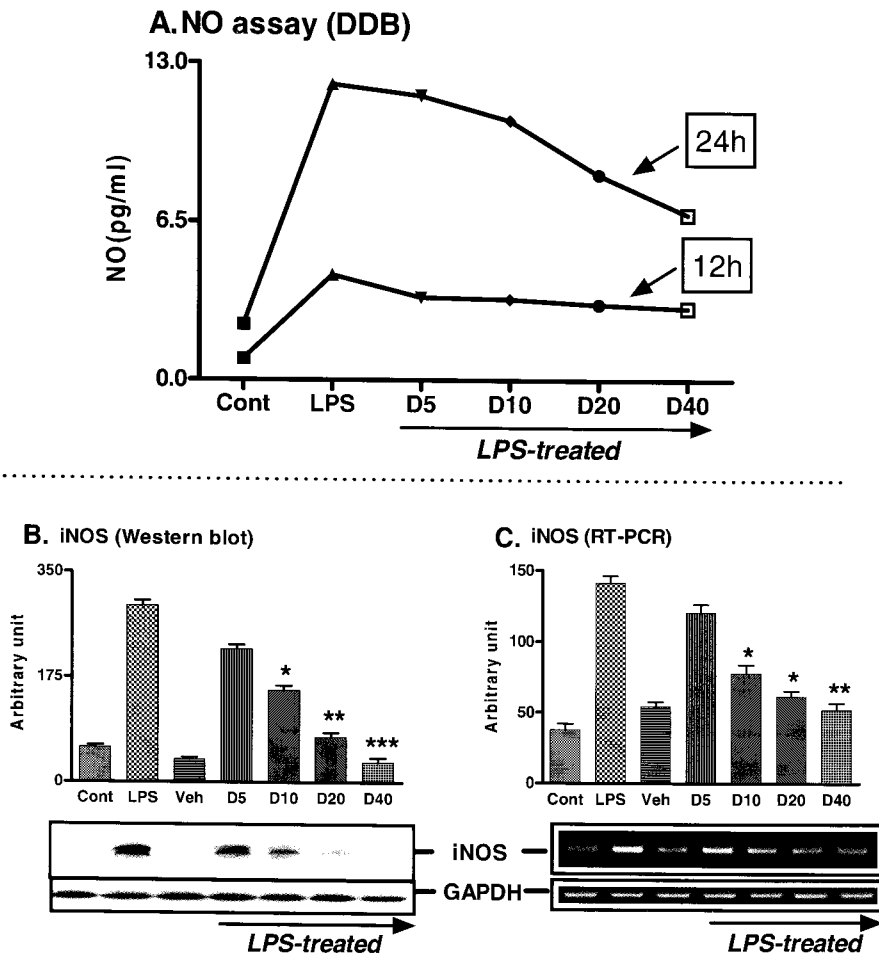 A. NO assay (DDB)
13.0
6.5
0.0
NO(pg/ml)
24h
12h
Cont LPS D5 D10 D20 D40
LPS-treated
B. iNOS (Western blot)
350
175
0
Arbitrary unit
*
**
***
Cont LPS Veh D5 D10 D20 D40
C. iNOS (RT-PCR)
150
100
50
0
Arbitrary unit
*
*
**
Cont LPS Veh D5 D10 D20 D40
iNOS
GAPDH
LPS-treated
LPS-treated